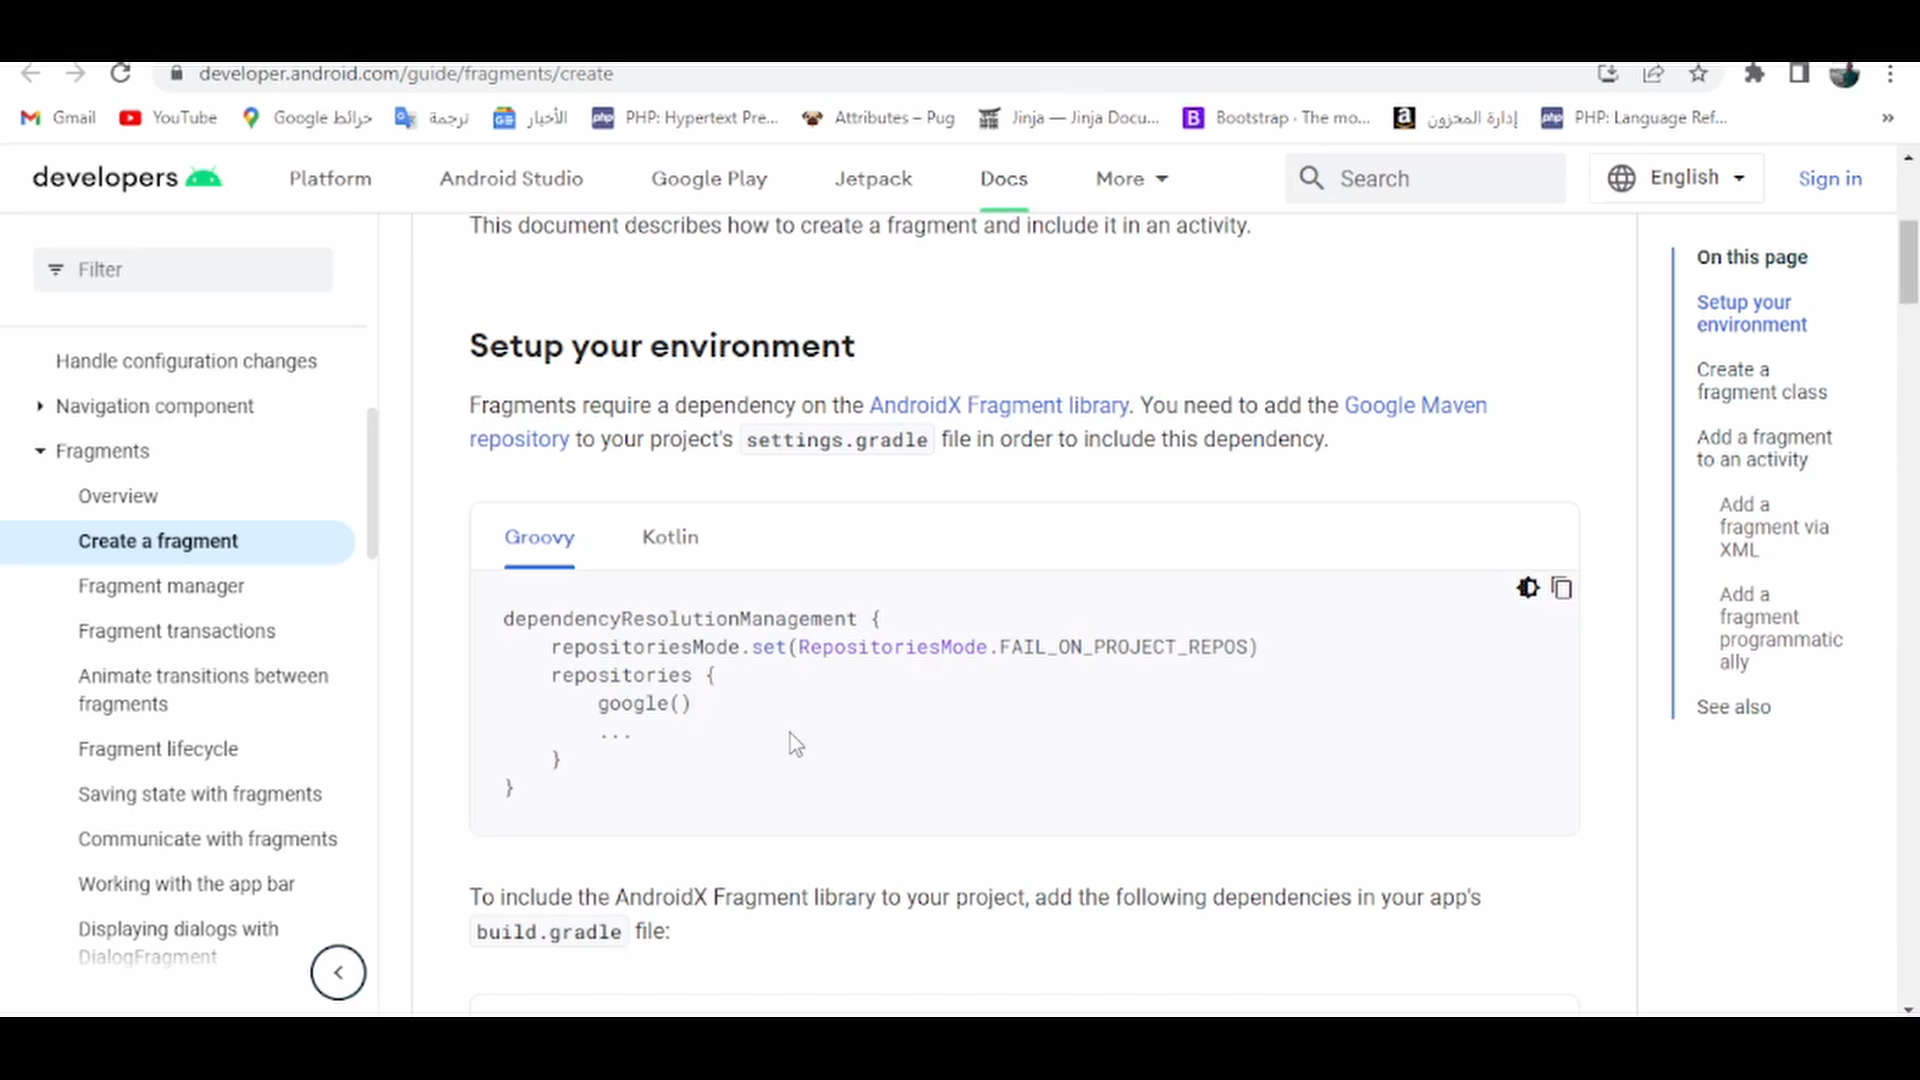 developer.android.com/guide/fragments/create
Gmail
YouTube
خرائط Google
ترجمة
الأخبار
php PHP: Hypertext Pre...
Attributes – Pug
Jinja — Jinja Docu...
B Bootstrap · The mo...
a إدارة المخزون
php PHP: Language Ref...
»
developers
Platform
Android Studio
Google Play
Jetpack
Docs
More
Search
English
Sign in
Filter
Handle configuration changes
Navigation component
Fragments
Overview
Create a fragment
Fragment manager
Fragment transactions
Animate transitions between
fragments
Fragment lifecycle
Saving state with fragments
Communicate with fragments
Working with the app bar
Displaying dialogs with
DialogFragment
This document describes how to create a fragment and include it in an activity.
Setup your environment
Fragments require a dependency on the AndroidX Fragment library. You need to add the Google Maven
repository to your project's settings.gradle file in order to include this dependency.
Groovy
Kotlin
dependencyResolutionManagement {
repositoriesMode.set(RepositoriesMode.FAIL_ON_PROJECT_REPOS)
repositories {
google()
...
}
}
To include the AndroidX Fragment library to your project, add the following dependencies in your app's
build.gradle file:
On this page
Setup your
environment
Create a
fragment class
Add a fragment
to an activity
Add a
fragment via
XML
Add a
fragment
programmatic
ally
See also